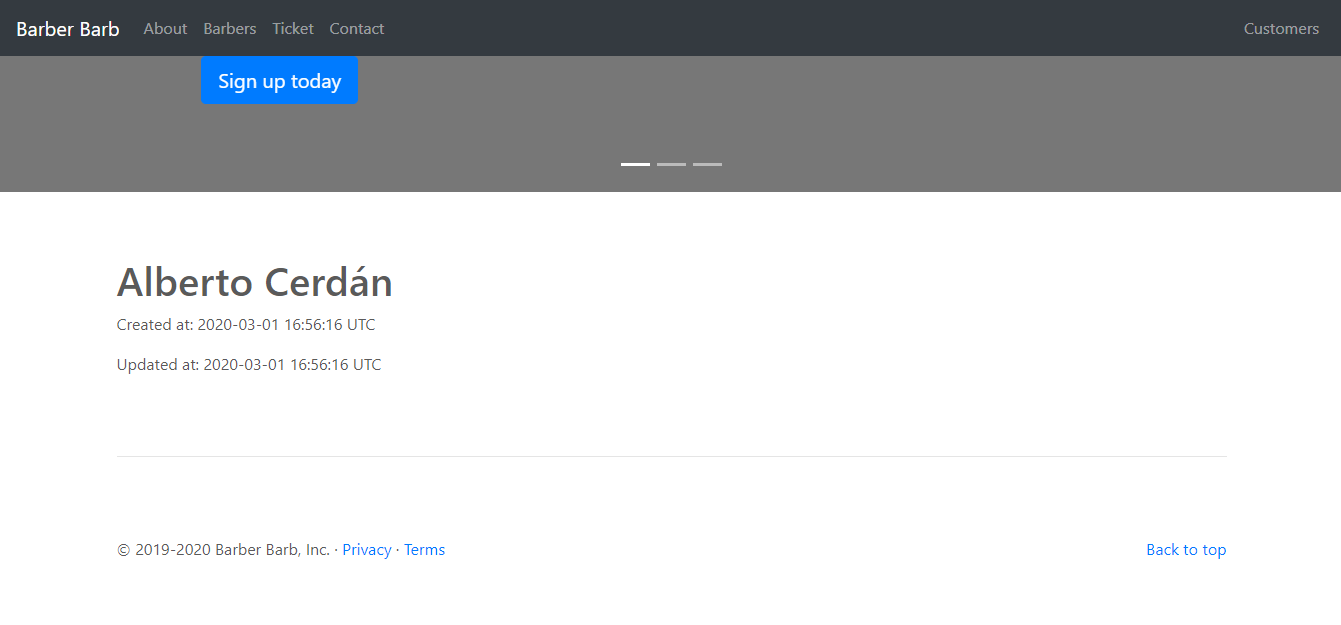 Barber Barb About Barbers Ticket Contact Customers
Sign up today
Alberto Cerdán
Created at: 2020-03-01 16:56:16 UTC
Updated at: 2020-03-01 16:56:16 UTC
© 2019-2020 Barber Barb, Inc. · Privacy · Terms Back to top